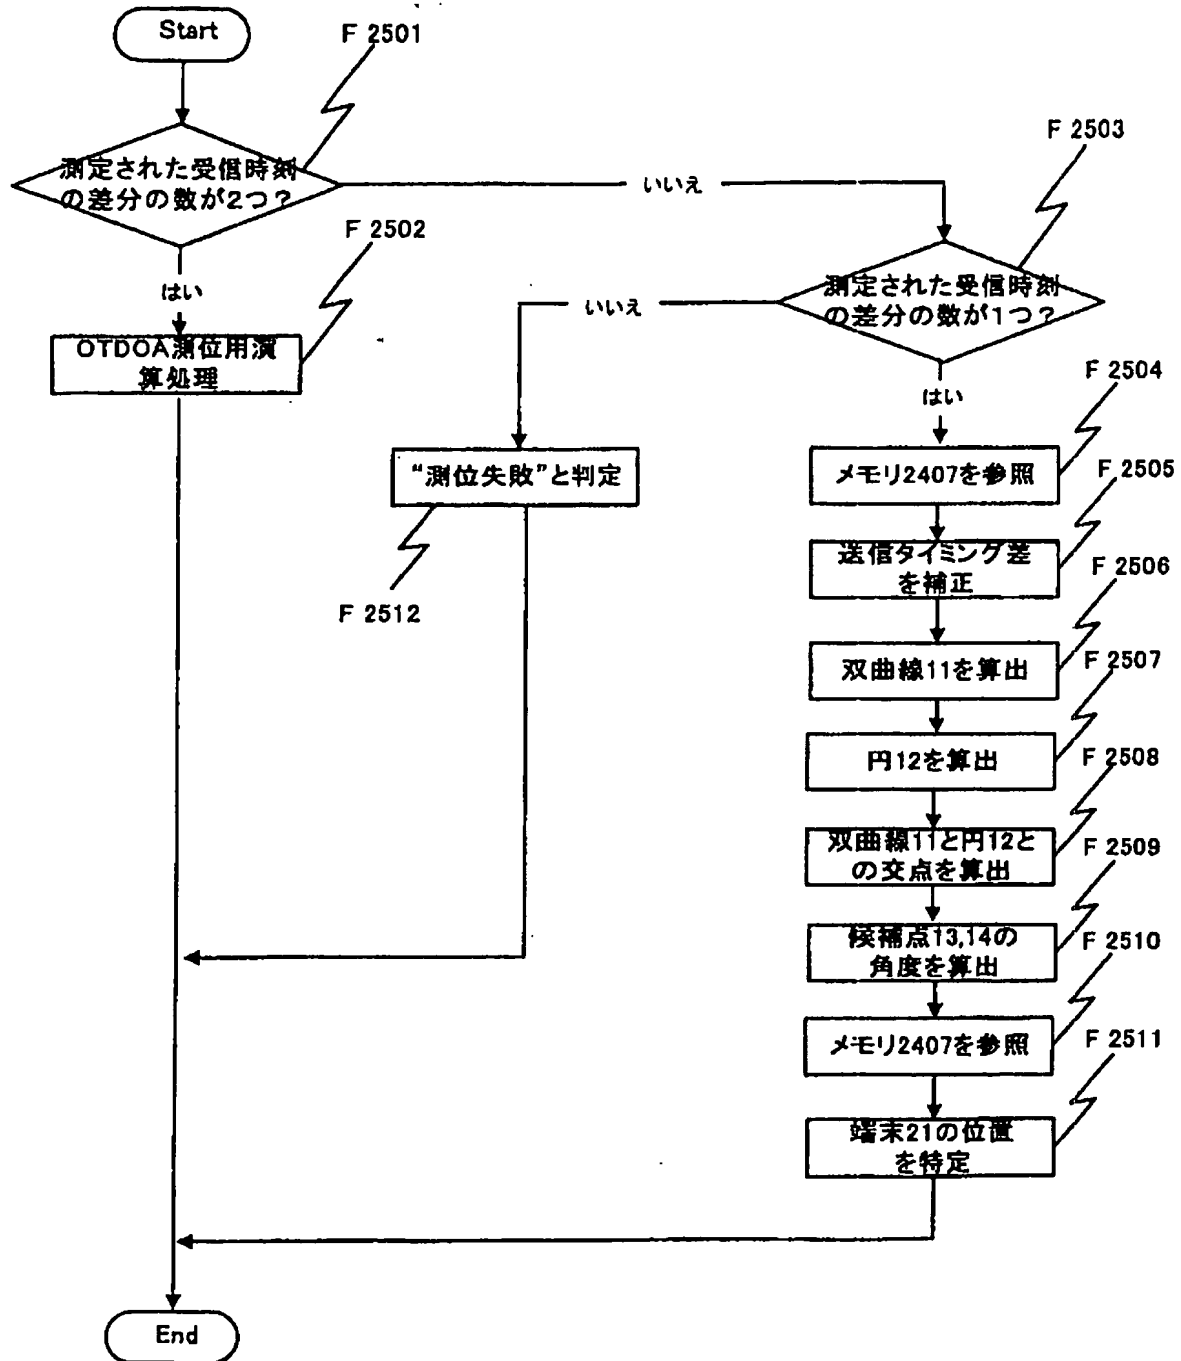 Start
F 2501
測定された受信時刻
の差分の数が2つ?
いいえ
F 2503
はい
F 2502
OTDOA測位用演
算処理
測定された受信時刻
の差分の数が1つ?
いいえ
はい
"測位失敗"と判定
F 2512
F 2504
メモリ2407を参照
F 2505
送信タイミング差
を補正
F 2506
双曲線11を算出
F 2507
円12を算出
F 2508
双曲線11と円12と
の交点を算出
F 2509
候補点13,14の
角度を算出
F 2510
メモリ2407を参照
F 2511
端末21の位置
を特定
End